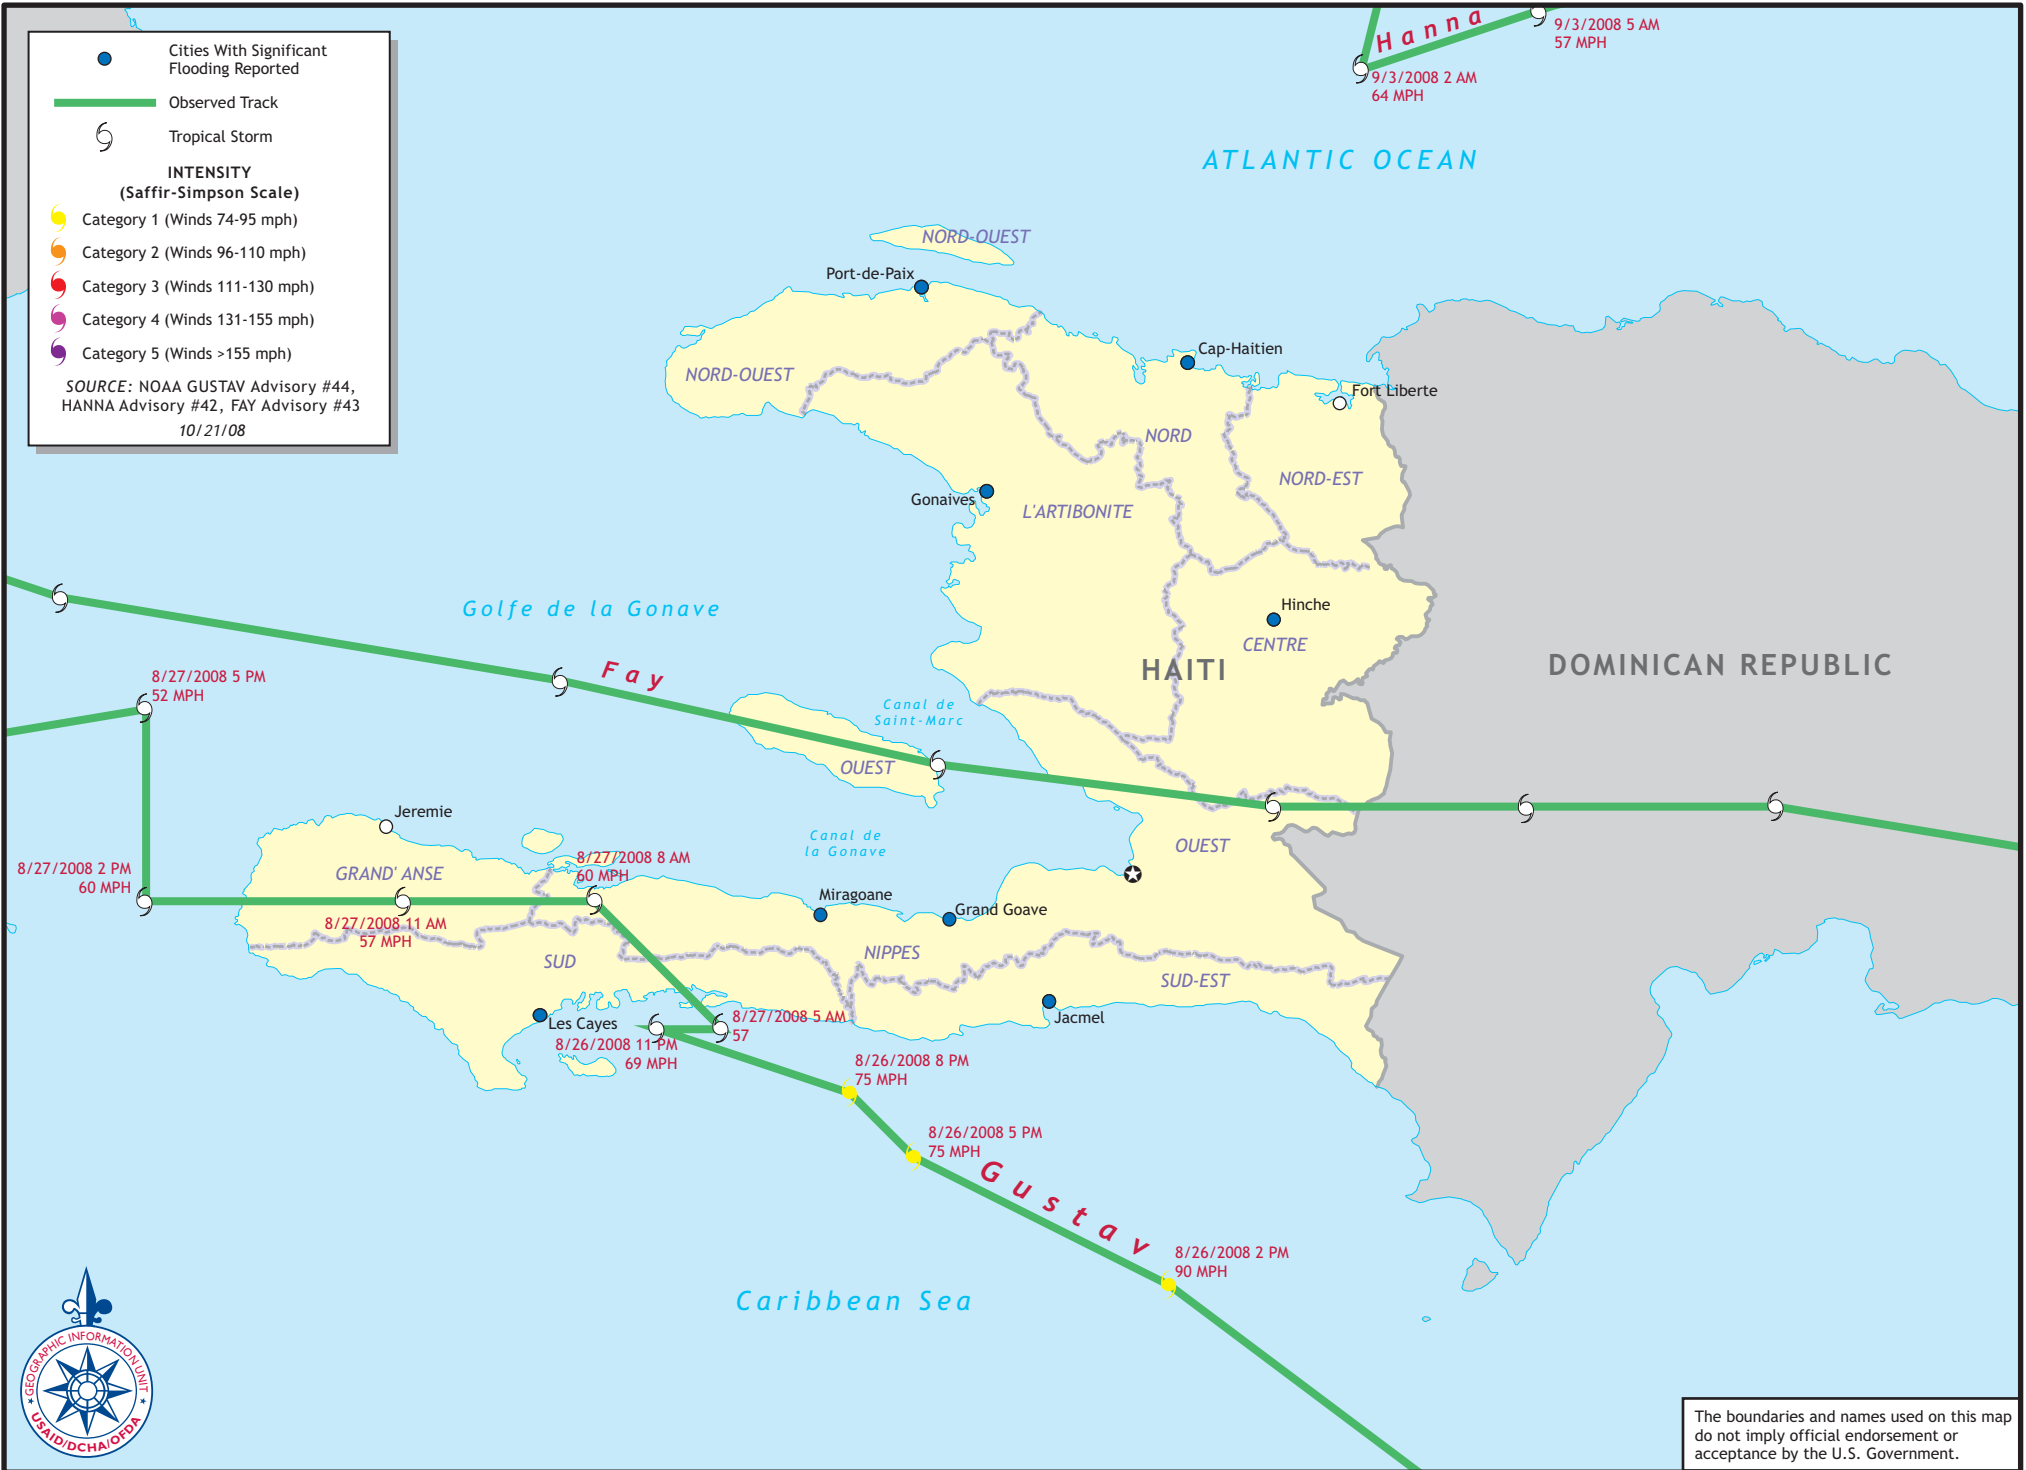 Cities With Significant
Flooding Reported
Observed Track
Tropical Storm
INTENSITY
(Saffir-Simpson Scale)
Category 1 (Winds 74-95 mph)
Category 2 (Winds 96-110 mph)
Category 3 (Winds 111-130 mph)
Category 4 (Winds 131-155 mph)
Category 5 (Winds >155 mph)
SOURCE: NOAA GUSTAV Advisory #44,
HANNA Advisory #42, FAY Advisory #43
10/21/08
Hanna
9/3/2008 5 AM
57 MPH
9/3/2008 2 AM
64 MPH
ATLANTIC OCEAN
NORD-OUEST
Port-de-Paix
Cap-Haitien
NORD-OUEST
Fort Liberte
NORD
NORD-EST
Gonaives
L'ARTIBONITE
Golfe de la Gonave
Hinche
CENTRE
HAITI
DOMINICAN REPUBLIC
Fay
8/27/2008 5 PM
52 MPH
Canal de
Saint-Marc
OUEST
Jeremie
Canal de
la Gonave
OUEST
8/27/2008 2 PM
60 MPH
GRAND' ANSE
8/27/2008 8 AM
60 MPH
Miragoane
Grand Goave
8/27/2008 11 AM
57 MPH
SUD
NIPPES
SUD-EST
Les Cayes
8/27/2008 5 AM
57
Jacmel
8/26/2008 11 PM
69 MPH
8/26/2008 8 PM
75 MPH
8/26/2008 5 PM
75 MPH
Gustav
8/26/2008 2 PM
90 MPH
Caribbean Sea
GEOGRAPHIC INFORMATION UNIT
USAID/DCHA/OFDA
The boundaries and names used on this map
do not imply official endorsement or
acceptance by the U.S. Government.